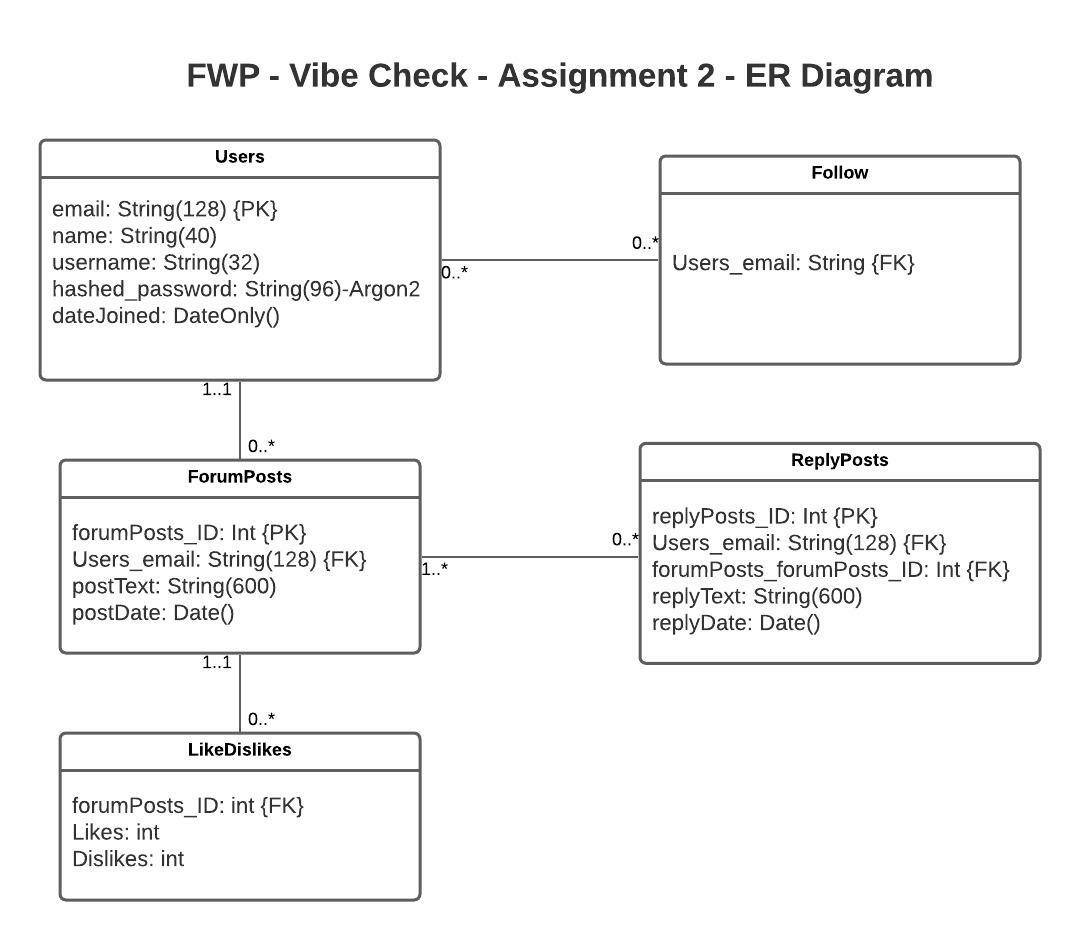 FWP - Vibe Check - Assignment 2 - ER Diagram
Users
email: String(128) {PK}
name: String(40)
username: String(32)
hashed_password: String(96)-Argon2
dateJoined: DateOnly()
0..*
0..*
Follow
Users_email: String {FK}
1..1
0..*
ForumPosts
forumPosts_ID: Int {PK}
Users_email: String(128) {FK}
postText: String(600)
postDate: Date()
1..*
0..*
ReplyPosts
replyPosts_ID: Int {PK}
Users_email: String(128) {FK}
forumPosts_forumPosts_ID: Int {FK}
replyText: String(600)
replyDate: Date()
1..1
0..*
LikeDislikes
forumPosts_ID: int {FK}
Likes: int
Dislikes: int